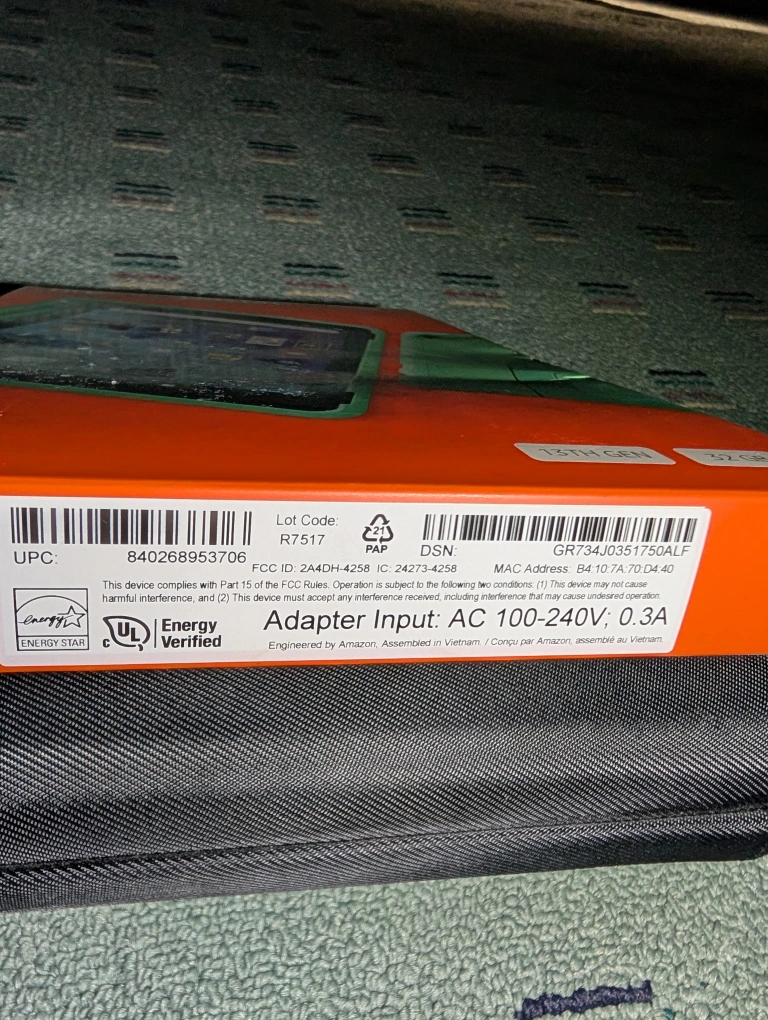 13TH GEN
32 GB
UPC: 840268953706
Lot Code:
R7517
21
PAP
DSN: GR734J0351750ALF
FCC ID: 2A4DH-4258 IC: 24273-4258 MAC Address: B4:10:7A:70:D4:40
This device complies with Part 15 of the FCC Rules. Operation is subject to the following two conditions: (1) This device may not cause
harmful interference, and (2) This device must accept any interference received, including interference that may cause undesired operation.
energy
ENERGY STAR
c UL
Energy
Verified
Adapter Input: AC 100-240V; 0.3A
Engineered by Amazon, Assembled in Vietnam. / Conçu par Amazon, assemblé au Vietnam.